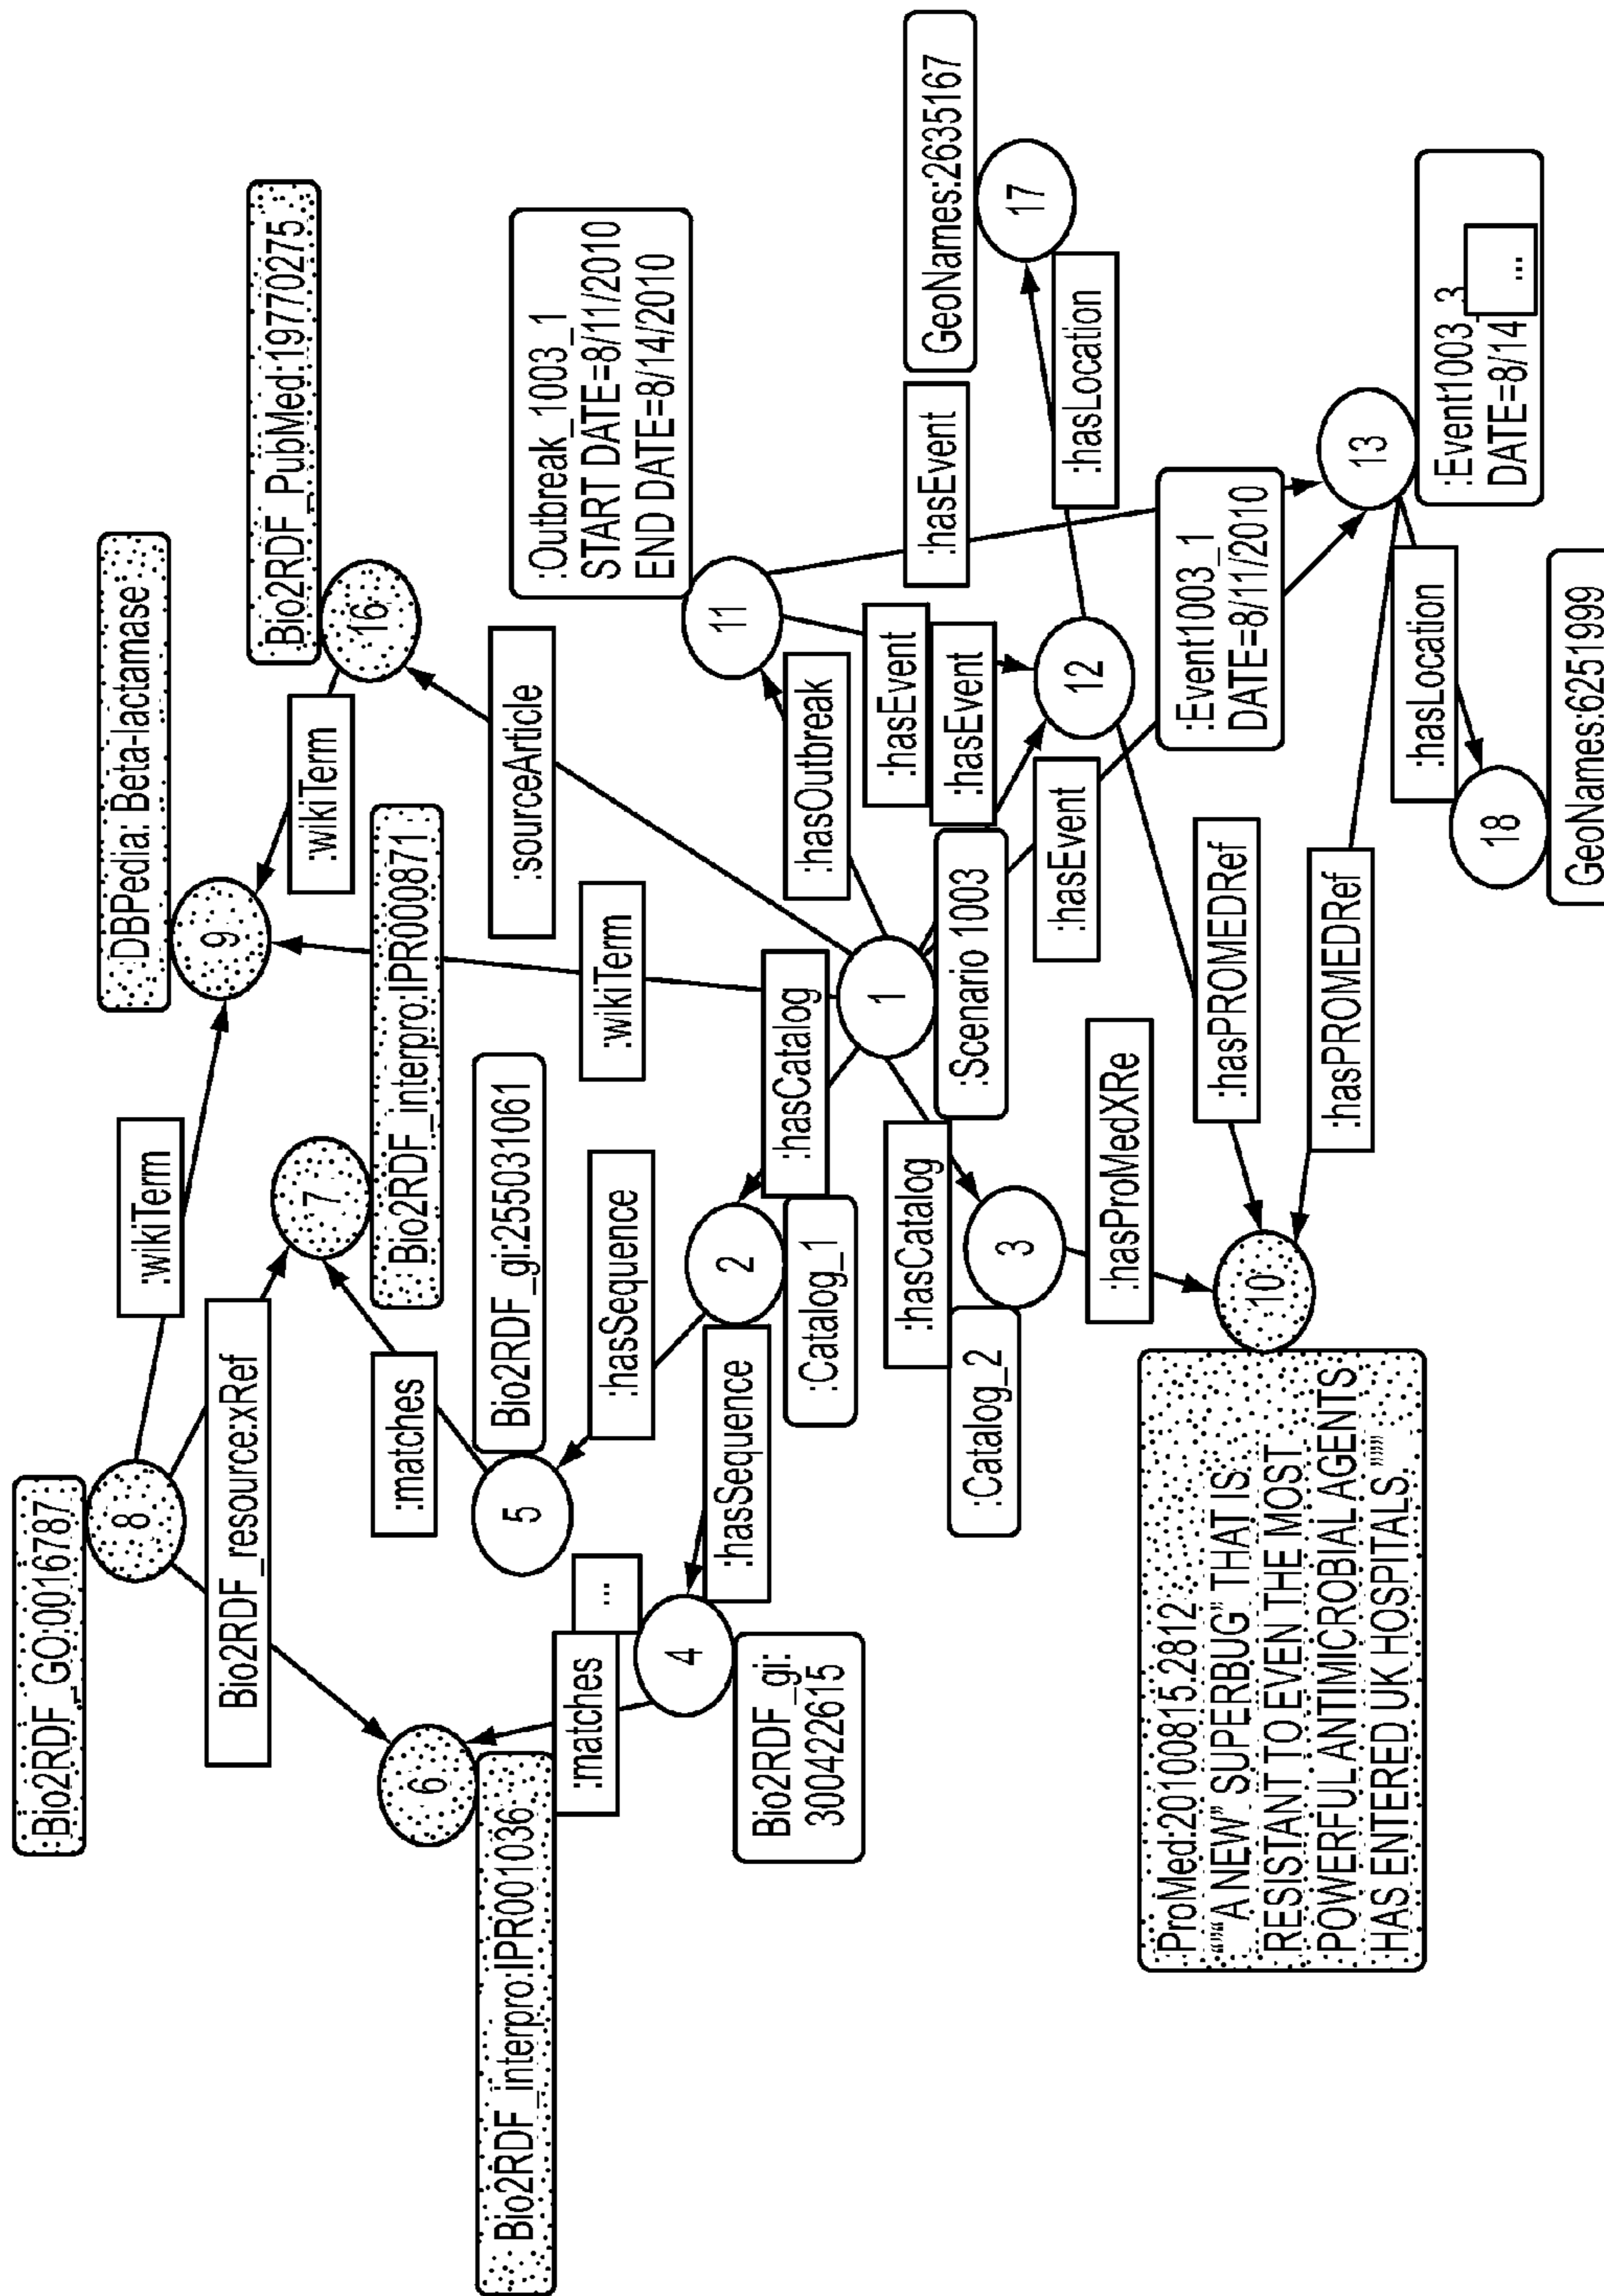 :Bio2RDF_GO:0016787
8
Bio2RDF_resource:xRef
:wikiTerm
DBPedia: Beta-lactamase
9
Bio2RDF_PubMed:19770275
16
:wikiTerm
7
Bio2RDF_interpro:IPR000871
6
Bio2RDF_interpro:IPR001036
:matches
:matches
...
5
Bio2RDF_gi:255031061
:sourceArticle
:wikiTerm
:Outbreak_1003_1
START DATE=8/11/2010
END DATE=8/14/2010
11
4
Bio2RDF_gi:
30042615
:hasSequence
:hasSequence
2
:Catalog_1
:hasCatalog
1
:Scenario 1003
:hasOutbreak
:hasEvent
:hasEvent
:hasEvent
GeoNames:2635167
17
:hasLocation
:hasCatalog
3
:Catalog_2
:hasProMedXRe
:hasEvent
12
:Event1003_1
DATE=8/11/2010
10
ProMed:20100815.2812
"""A NEW" SUPERBUG" THAT IS
RESISTANT TO EVEN THE MOST
POWERFUL ANTIMICROBIAL AGENTS
HAS ENTERED UK HOSPITALS."""
:hasPROMEDRef
:hasPROMEDRef
13
:Event1003_3
DATE=8/14
...
:hasLocation
18
GeoNames:6251999